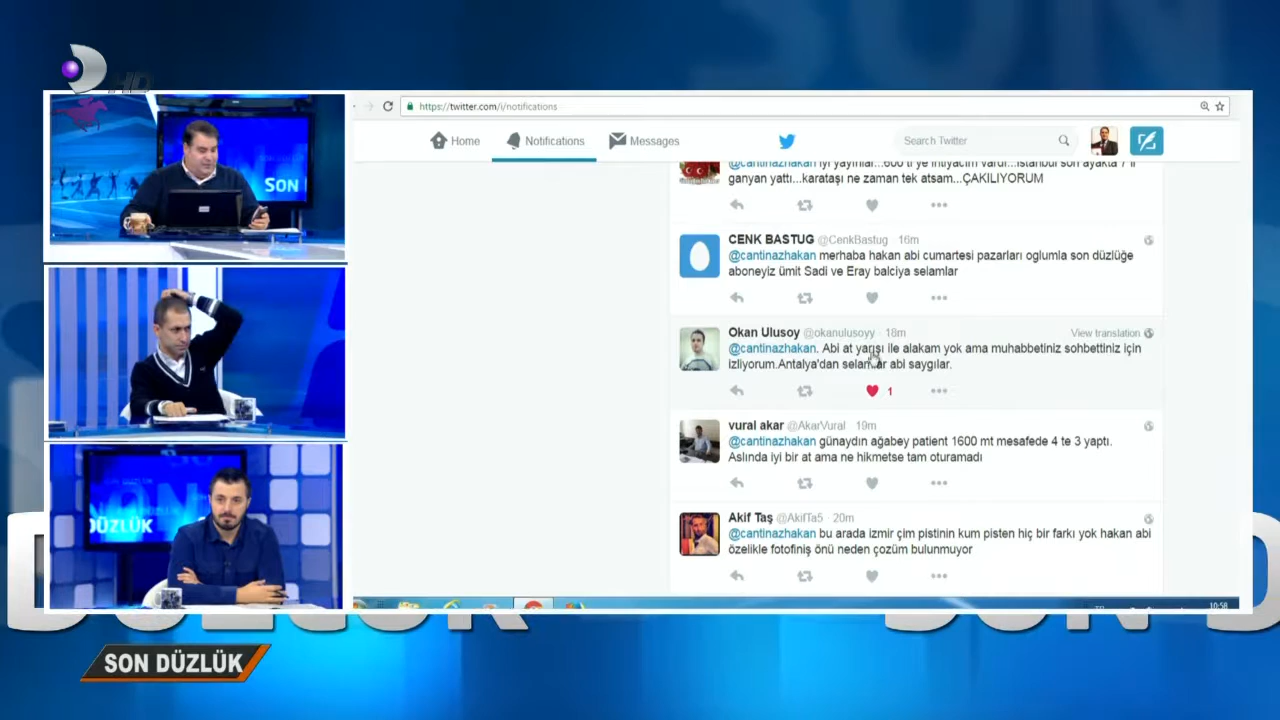 SON
HD
https://twitter.com/i/notifications
Home
Notifications
Messages
Search Twitter
@cantinazhakan iyi yayınlar...600 tl ye ihtiyacım vardı...istanbul son ayakta 7 li
ganyan yattı...karataşı ne zaman tek atsam...ÇAKILIYORUM
CENK BASTUG @CenkBastug 16m
@cantinazhakan merhaba hakan abi cumartesi pazarları oglumla son düzlüğe
aboneyiz ümit Sadi ve Eray balciya selamlar
Okan Ulusoy @okanulusoyy · 18m
View translation
@cantinazhakan. Abi at yarışı ile alakam yok ama muhabbetiniz sohbettiniz için
izliyorum.Antalya'dan selamlar abi saygılar.
1
vural akar @AkarVural · 19m
@cantinazhakan günaydın ağabey patient 1600 mt mesafede 4 te 3 yaptı.
Aslında iyi bir at ama ne hikmetse tam oturamadı
Akif Taş @AkifTa5 · 20m
@cantinazhakan bu arada izmir çim pistinin kum pisten hiç bir farkı yok hakan abi
özelikle fotofiniş önü neden çozüm bulunmuyor
10:58
SON
SON
DÜZLÜK
SON DÜZLÜK